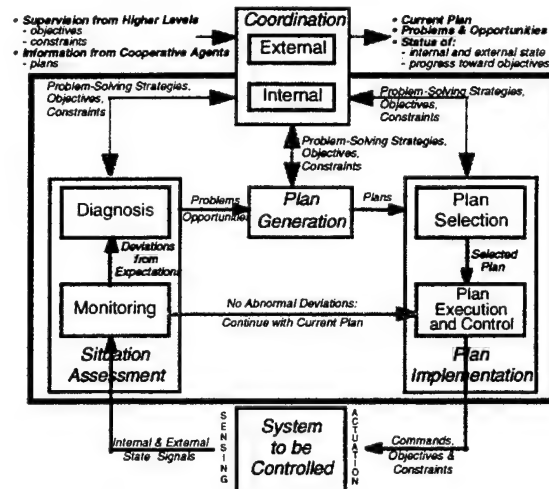 • Supervision from Higher Levels
- objectives
- constraints
• Information from Cooperative Agents
- plans
Coordination
External
Internal
• Current Plan
• Problems & Opportunities
• Status of:
- internal and external state
- progress toward objectives
Problem-Solving Strategies,
Objectives,
Constraints
Problem-Solving Strategies,
Objectives,
Constraints
Problem-Solving Strategies,
Objectives,
Constraints
Diagnosis
Problems
Opportunities
Plan
Generation
Plans
Plan
Selection
Deviations
from
Expectations
Selected
Plan
Monitoring
No Abnormal Deviations:
Continue with Current Plan
Plan
Execution
and Control
Situation
Assessment
Plan
Implementation
SENSING
System
to be
Controlled
ACTUATION
Internal & External
State Signals
Commands,
Objectives &
Constraints